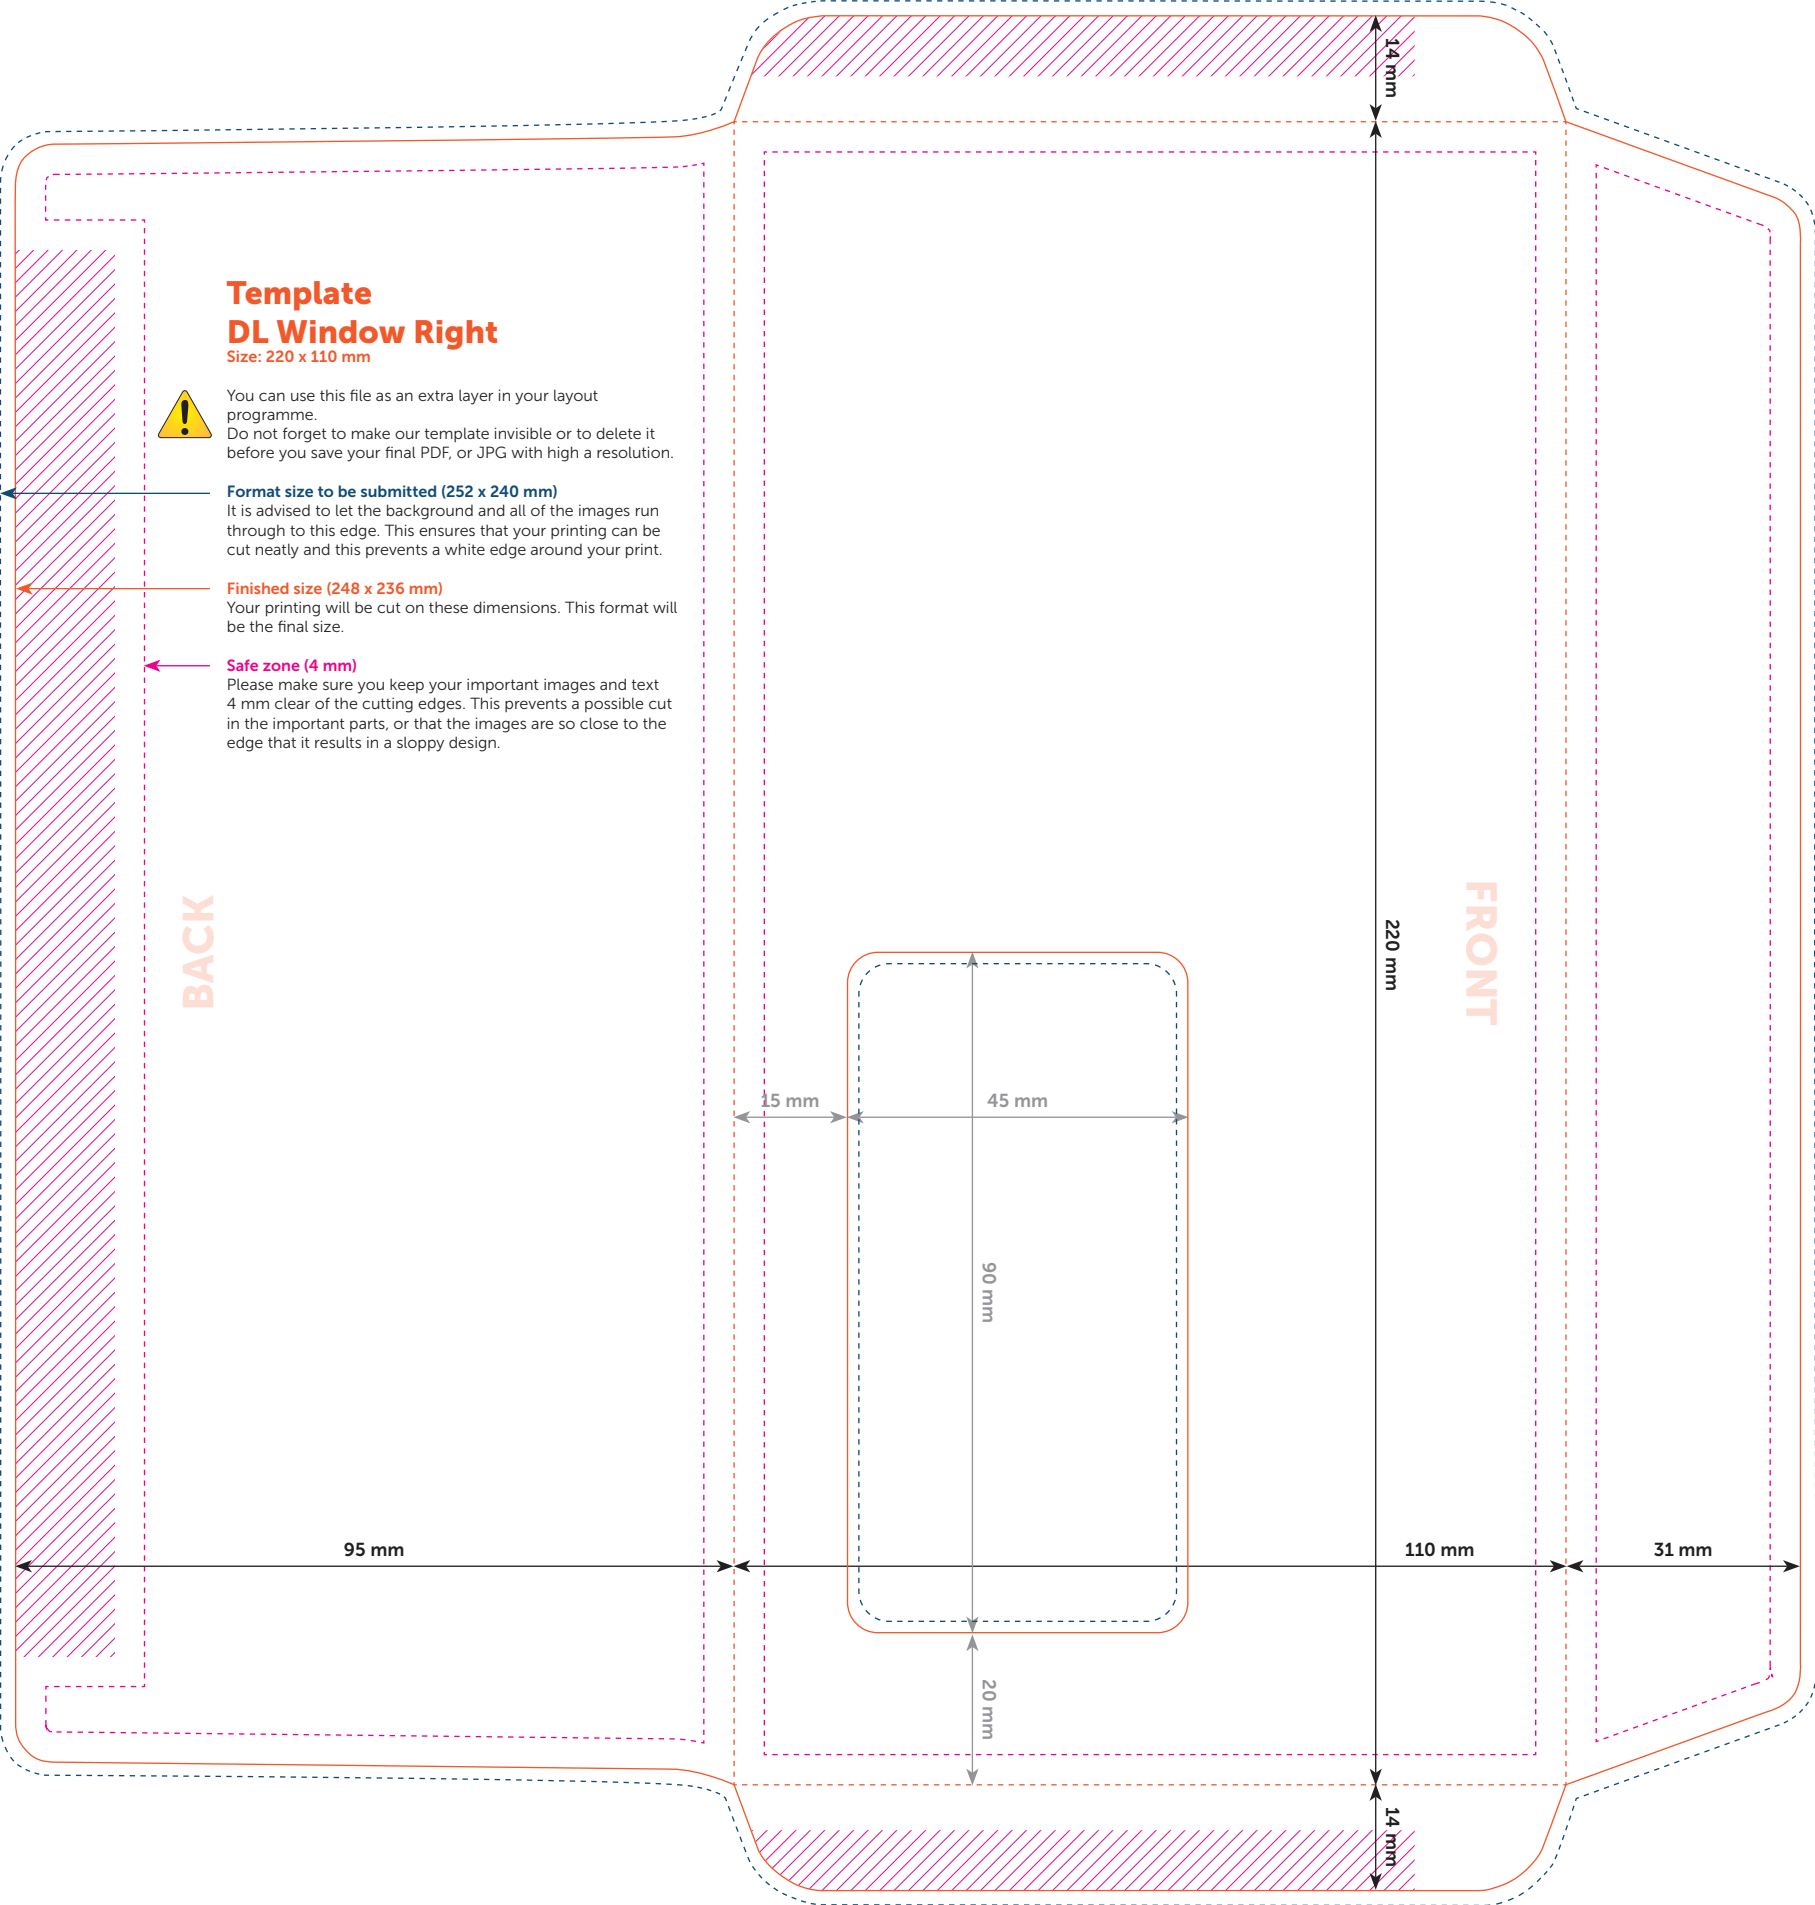 14 mm
Template
DL Window Right
Size: 220 x 110 mm
You can use this file as an extra layer in your layout
programme.
Do not forget to make our template invisible or to delete it
before you save your final PDF, or JPG with high a resolution.
Format size to be submitted (252 x 240 mm)
It is advised to let the background and all of the images run
through to this edge. This ensures that your printing can be
cut neatly and this prevents a white edge around your print.
Finished size (248 x 236 mm)
Your printing will be cut on these dimensions. This format will
be the final size.
Safe zone (4 mm)
Please make sure you keep your important images and text
4 mm clear of the cutting edges. This prevents a possible cut
in the important parts, or that the images are so close to the
edge that it results in a sloppy design.
BACK
220 mm
FRONT
15 mm
45 mm
90 mm
95 mm
110 mm
31 mm
20 mm
14 mm